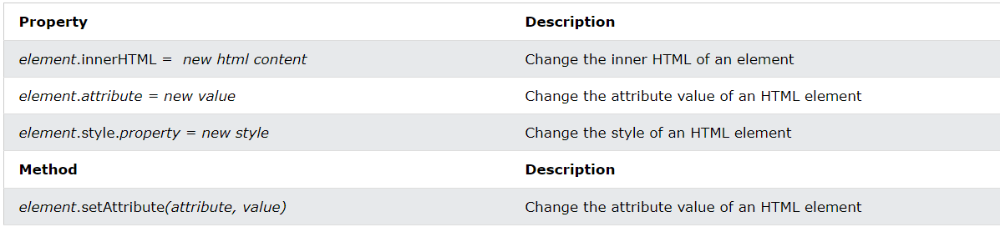 Property Description
element.innerHTML = new html content Change the inner HTML of an element
element.attribute = new value Change the attribute value of an HTML element
element.style.property = new style Change the style of an HTML element
Method Description
element.setAttribute(attribute, value) Change the attribute value of an HTML element